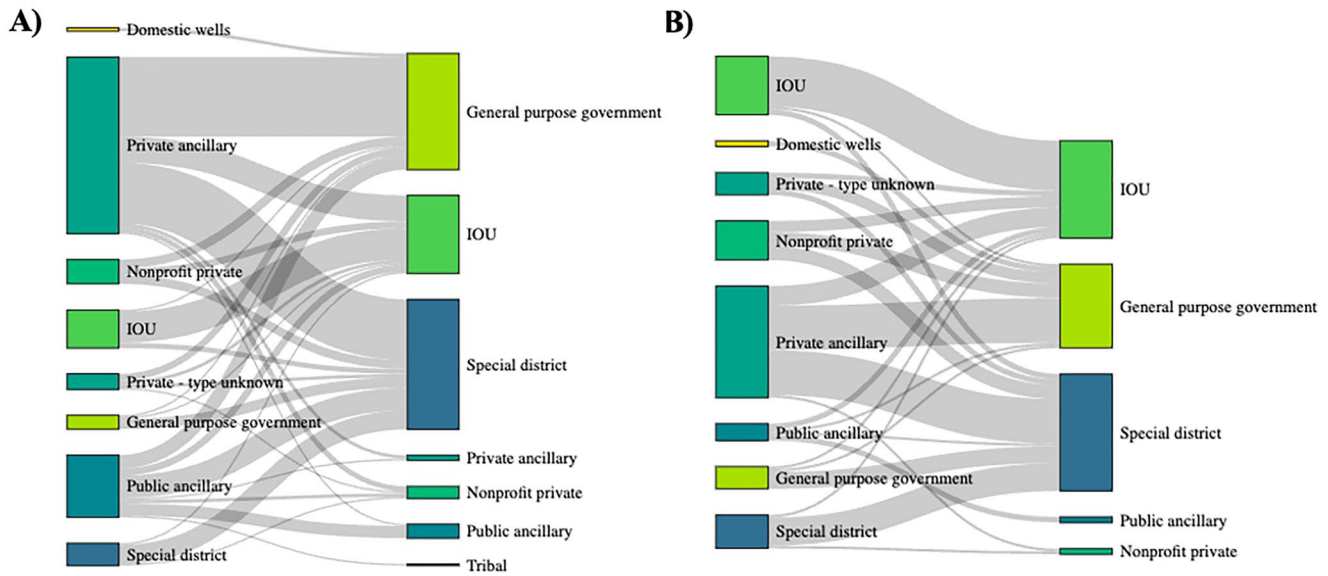 A)
Domestic wells
Private ancillary
Nonprofit private
IOU
Private - type unknown
General purpose government
Public ancillary
Special district
General purpose government
IOU
Special district
Private ancillary
Nonprofit private
Public ancillary
Tribal
B)
IOU
Domestic wells
Private - type unknown
Nonprofit private
Private ancillary
Public ancillary
General purpose government
Special district
IOU
General purpose government
Special district
Public ancillary
Nonprofit private